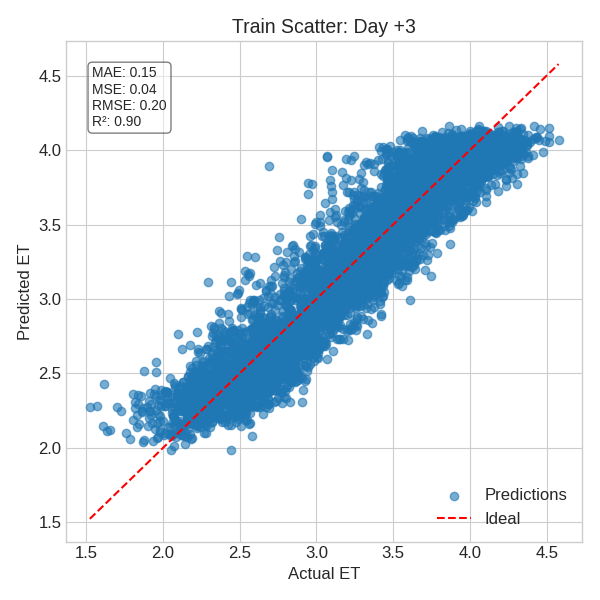 Train Scatter: Day +3
MAE: 0.15
MSE: 0.04
RMSE: 0.20
R²: 0.90
4.5
4.0
3.5
3.0
2.5
2.0
1.5
Predicted ET
Predictions
Ideal
1.5 2.0 2.5 3.0 3.5 4.0 4.5
Actual ET